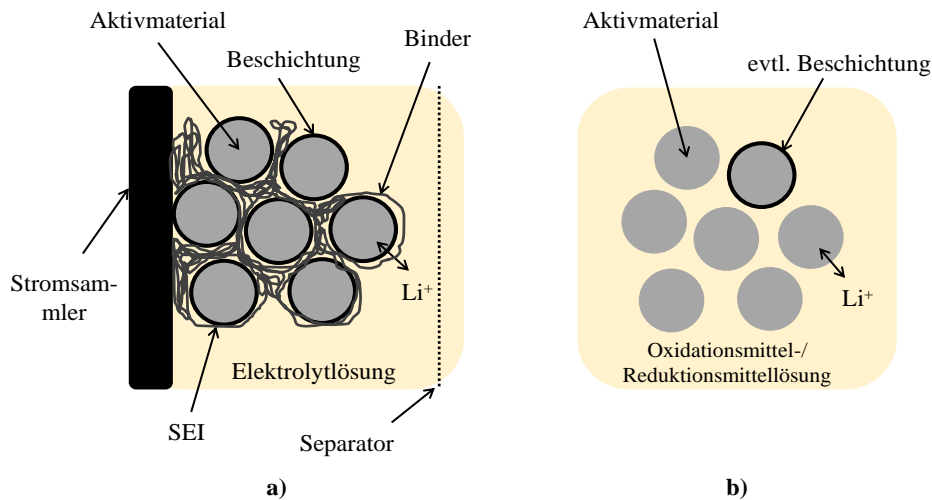 Aktivmaterial
Beschichtung
Binder
Stromsam-
mler
Li⁺
Elektrolytlösung
SEI
Separator
a)
Aktivmaterial
evtl. Beschichtung
Li⁺
Oxidationsmittel-/
Reduktionsmittellösung
b)